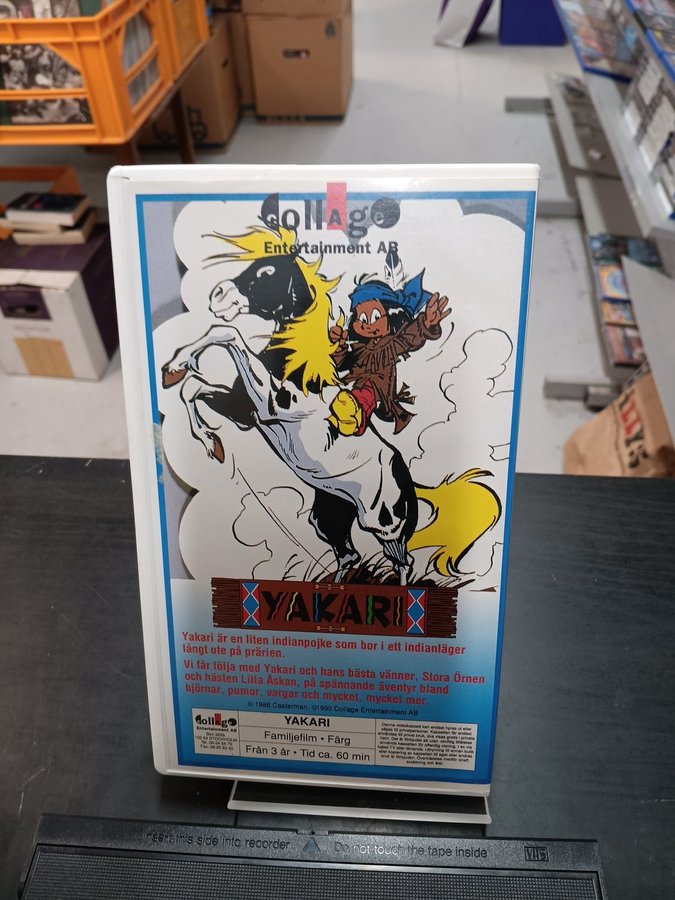 Collage
Entertainment AB
YAKARI
Yakari är en liten indianpojke som bor i ett indianläger
långt ute på prärien.
Vi får följa med Yakari och hans bästa vänner, Stora Örnen
och hästen Lilla Åskan, på spännande äventyr bland
björnar, pumor, vargar och mycket, mycket mer.
© 1986 Casterman. ©1990 Collage Entertainment AB
Collage
Entertainment AB
YAKARI
Familjefilm • Färg
Från 3 år • Tid ca. 60 min
Insert this side into recorder
Do not touch the tape inside
VHS